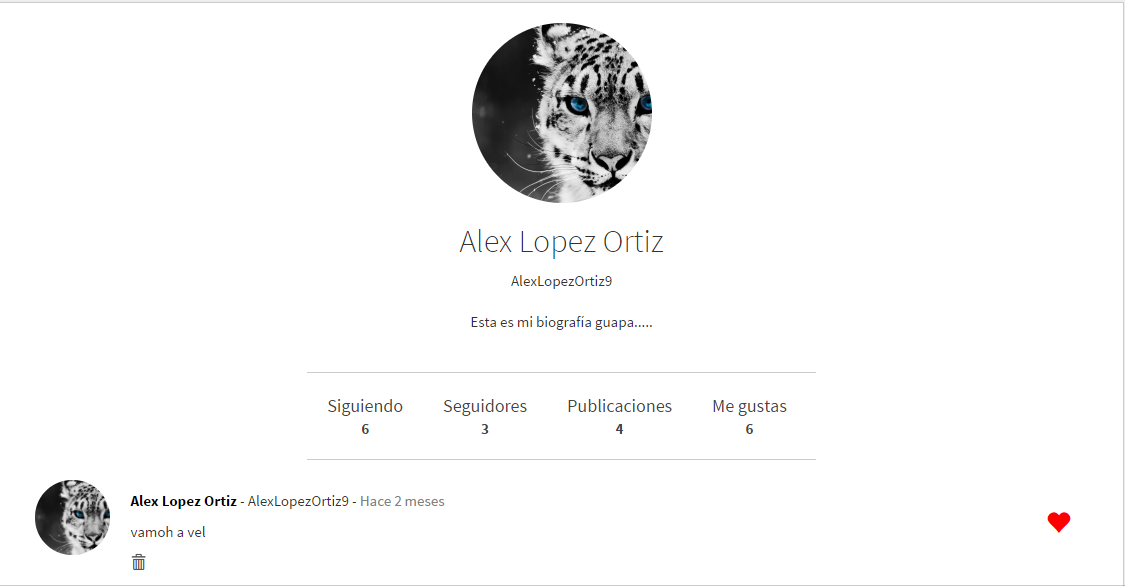 Alex Lopez Ortiz
AlexLopezOrtiz9
Esta es mi biografía guapa.....
Siguiendo Seguidores Publicaciones Me gustas
6 3 4 6
Alex Lopez Ortiz - AlexLopezOrtiz9 - Hace 2 meses
vamoh a vel